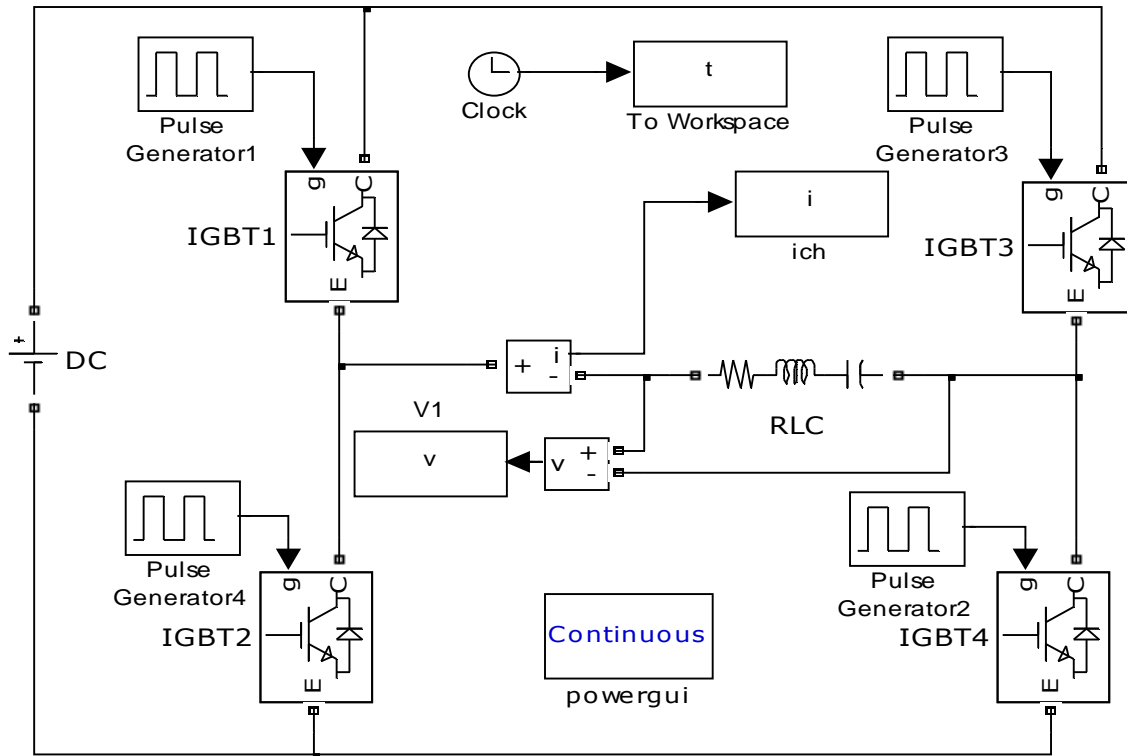 Pulse
Generator1
g
C
E
IGBT1
Clock
t
To Workspace
Pulse
Generator3
g
C
E
IGBT3
i
ich
+
DC
+
i
-
RLC
V1
v
v
+
-
Pulse
Generator4
g
C
E
IGBT2
Continuous
powergui
Pulse
Generator2
g
C
E
IGBT4